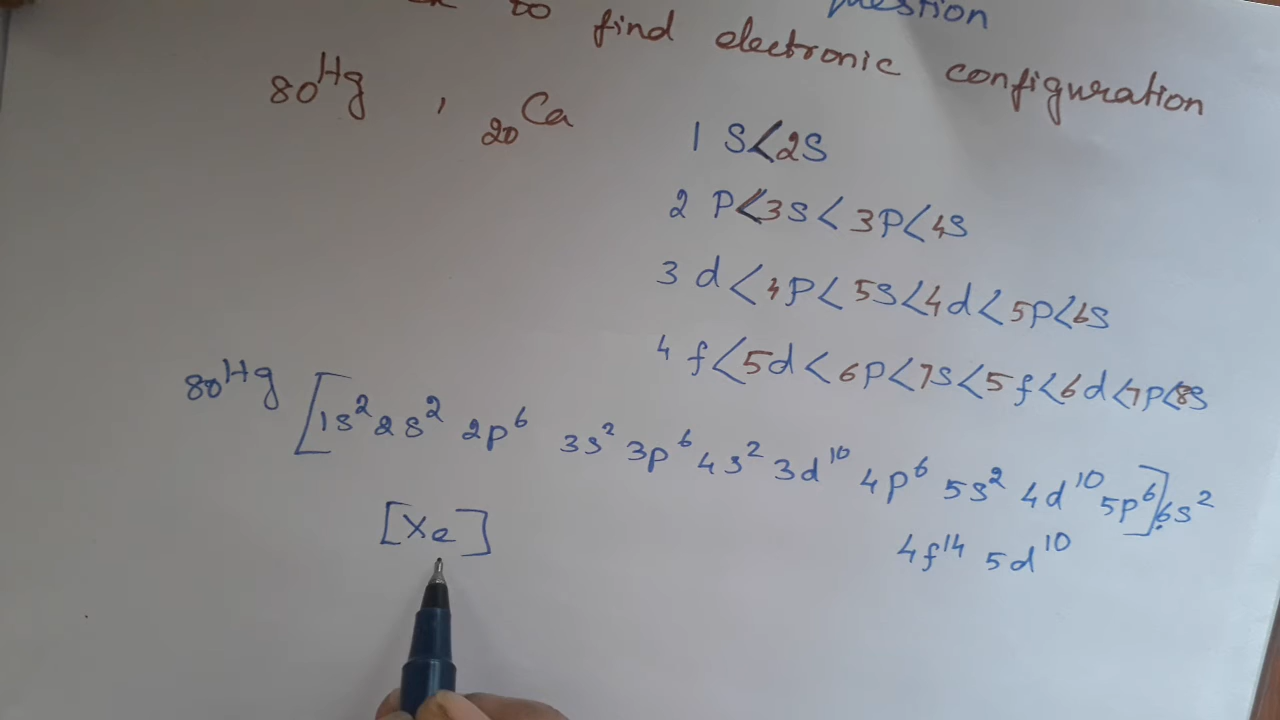 to question
find electronic configuration
₈₀Hg , ₂₀Ca
1s<2s
2p<3s<3p<4s
3d<4p<5s<4d<5p<6s
4f<5d<6p<7s<5f<6d<7p<8s
₈₀Hg [1s² 2s² 2p⁶ 3s² 3p⁶ 4s² 3d¹⁰ 4p⁶ 5s² 4d¹⁰ 5p⁶] 6s²
4f¹⁴ 5d¹⁰
[Xe]